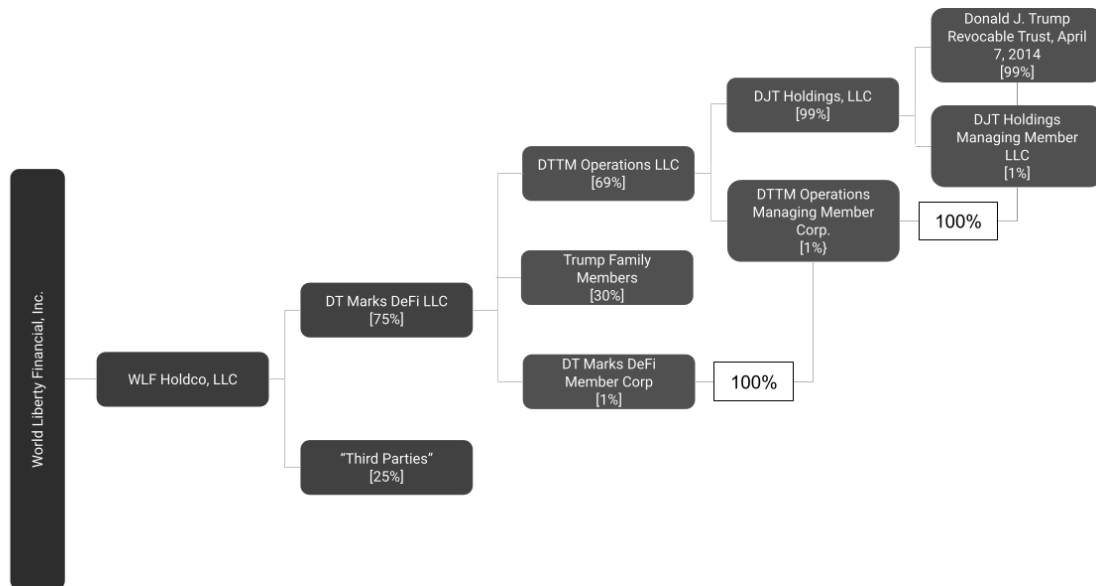 World Liberty Financial, Inc.
WLF Holdco, LLC
DT Marks DeFi LLC
[75%]
“Third Parties”
[25%]
DTTM Operations LLC
[69%]
Trump Family
Members
[30%]
DT Marks DeFi
Member Corp
[1%]
100%
DJT Holdings, LLC
[99%]
DTTM Operations
Managing Member
Corp.
[1%}
100%
Donald J. Trump
Revocable Trust, April
7, 2014
[99%]
DJT Holdings
Managing Member
LLC
[1%]